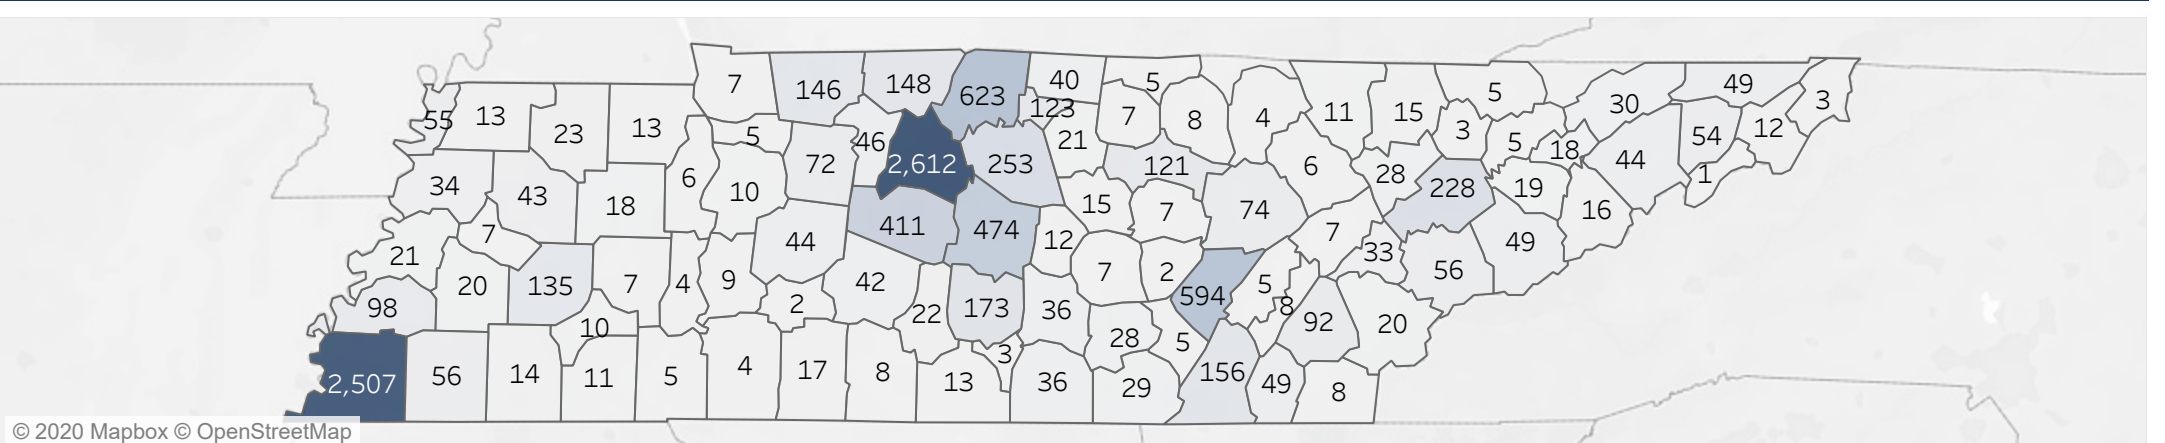 7 146 148 623 40 5
55 13 23 13 5 72 46 2,612 253 123 21 7 8 4 11 15 5 3 5 18 30 49 3
34 43 18 6 10 121 6 28 228 19 44 54 12 1
21 7 44 411 474 15 7 74 7 33 49 16
98 20 135 7 4 9 2 42 22 173 12 7 2 594 5 8 56
2,507 56 14 10 11 5 4 17 8 13 3 36 36 28 29 5 156 49 92 8 20
© 2020 Mapbox © OpenStreetMap